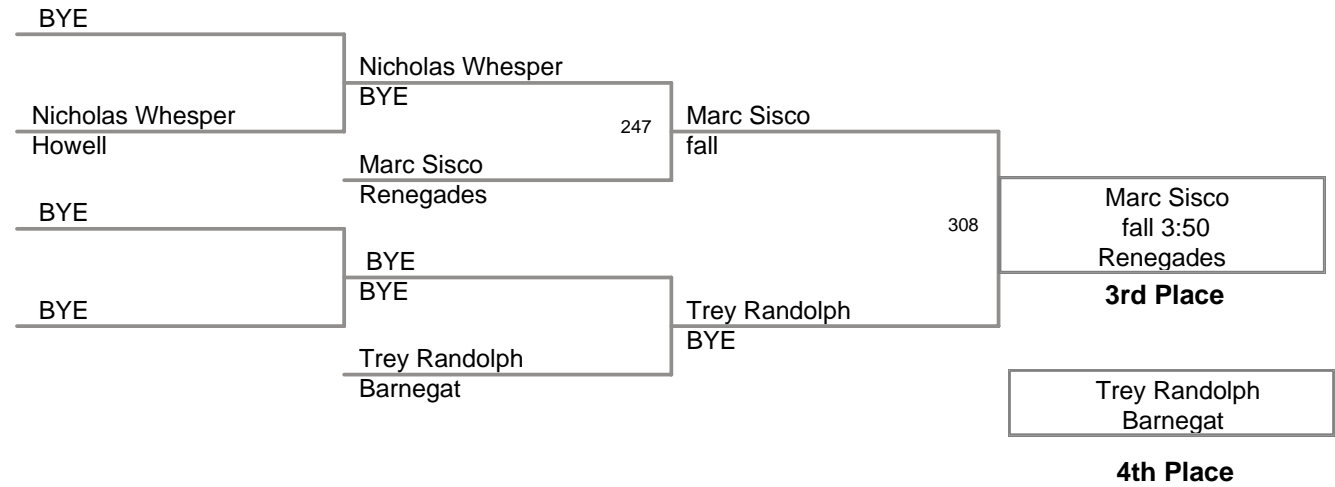 BYE
Nicholas Whesper
Howell
BYE
BYE
Nicholas Whesper
BYE
Marc Sisco
Renegades
BYE
BYE
Trey Randolph
Barnegat
247
Marc Sisco
fall
Trey Randolph
BYE
308
Marc Sisco
fall 3:50
Renegades
3rd Place
Trey Randolph
Barnegat
4th Place